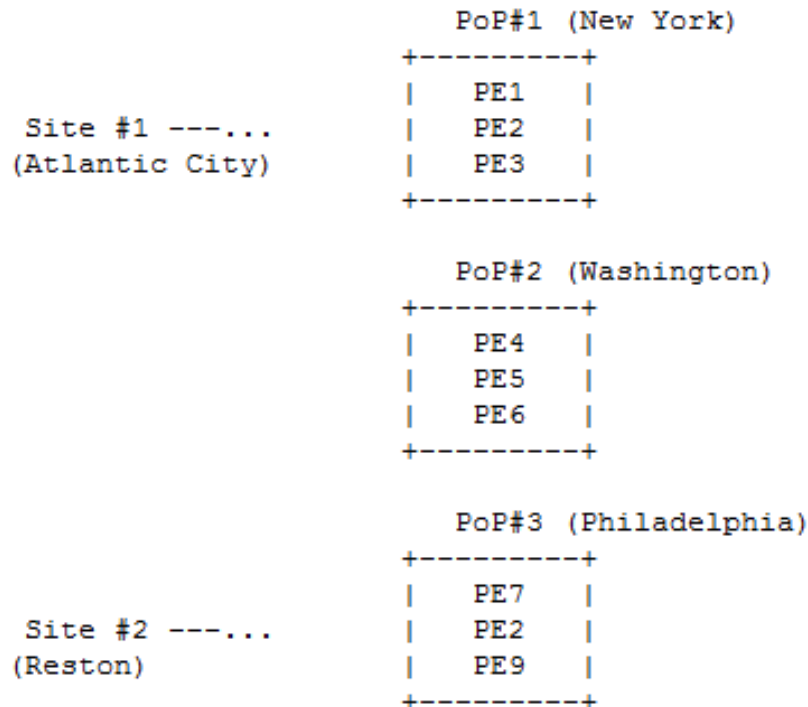 PoP#1 (New York)
+---------+
| PE1 |
Site #1 ---... | PE2 |
(Atlantic City) | PE3 |
+---------+
PoP#2 (Washington)
+---------+
| PE4 |
| PE5 |
| PE6 |
+---------+
PoP#3 (Philadelphia)
+---------+
| PE7 |
Site #2 ---... | PE2 |
(Reston) | PE9 |
+---------+